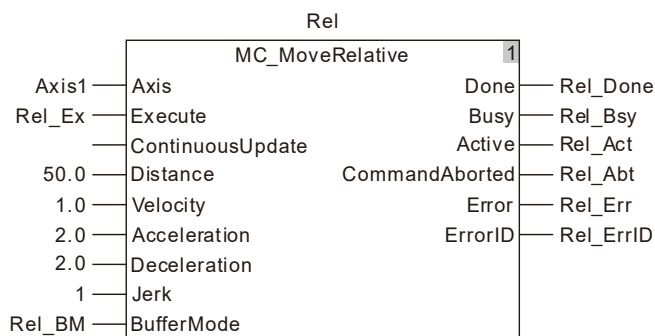 Rel
MC_MoveRelative 1
Axis1 Axis Done Rel_Done
Rel_Ex Execute Busy Rel_Bsy
ContinuousUpdate Active Rel_Act
50.0 Distance CommandAborted Rel_Abt
1.0 Velocity Error Rel_Err
2.0 Acceleration ErrorID Rel_ErrID
2.0 Deceleration
1 Jerk
Rel_BM BufferMode